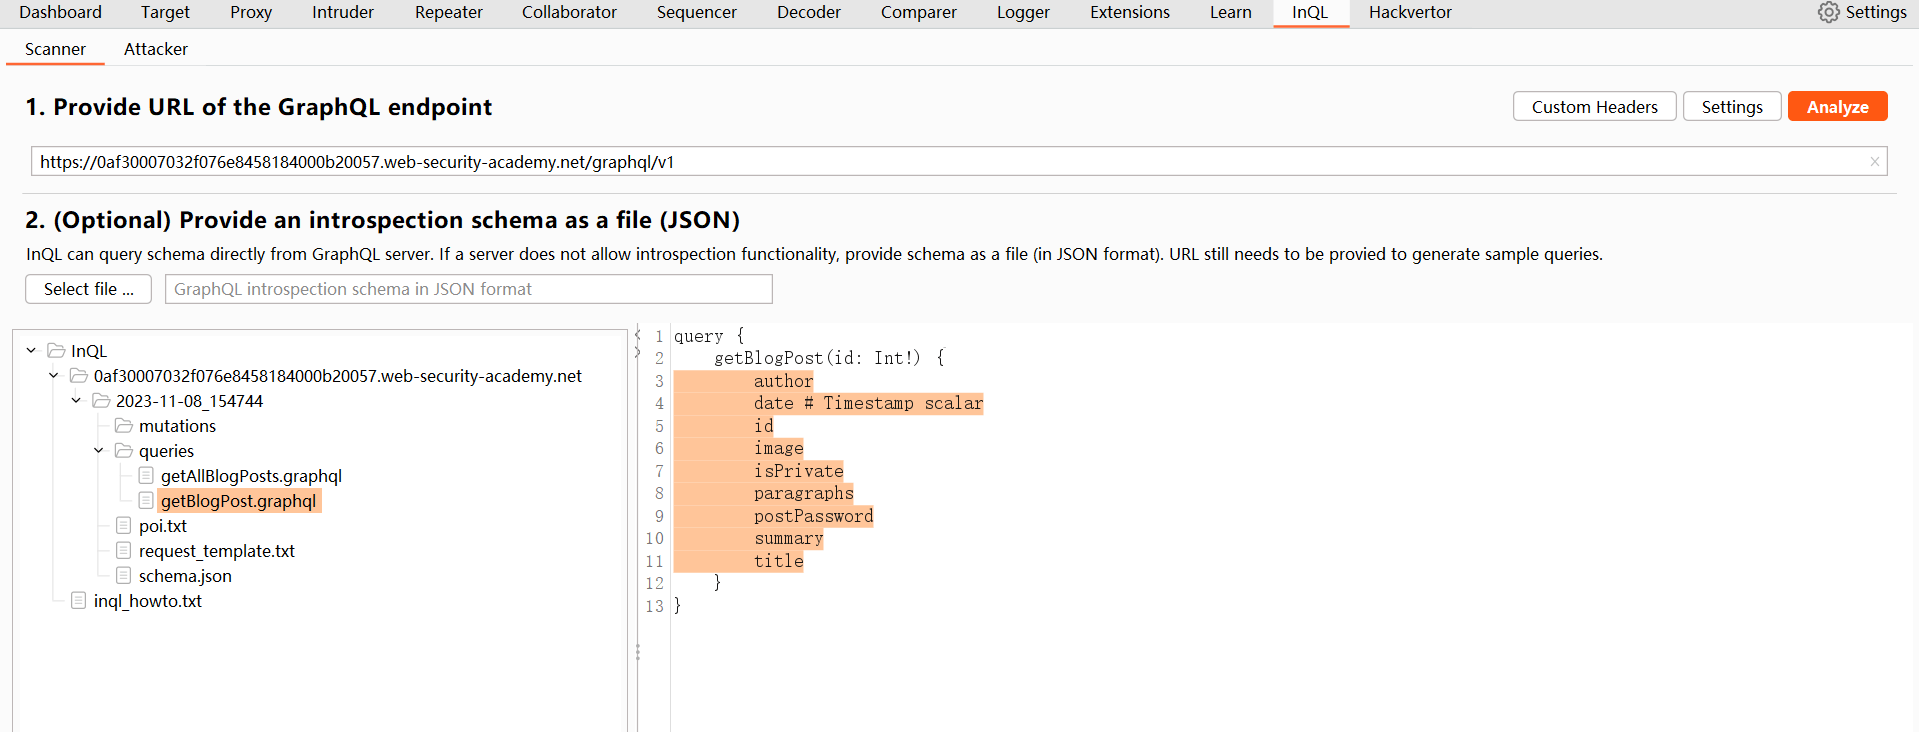 Dashboard Target Proxy Intruder Repeater Collaborator Sequencer Decoder Comparer Logger Extensions Learn InQL Hackvertor Settings
Scanner Attacker
1. Provide URL of the GraphQL endpoint
Custom Headers Settings Analyze
https://0af30007032f076e8458184000b20057.web-security-academy.net/graphql/v1
2. (Optional) Provide an introspection schema as a file (JSON)
InQL can query schema directly from GraphQL server. If a server does not allow introspection functionality, provide schema as a file (in JSON format). URL still needs to be provied to generate sample queries.
Select file ... GraphQL introspection schema in JSON format
InQL
0af30007032f076e8458184000b20057.web-security-academy.net
2023-11-08_154744
mutations
queries
getAllBlogPosts.graphql
getBlogPost.graphql
poi.txt
request_template.txt
schema.json
inql_howto.txt
1 query {
2 getBlogPost(id: Int!) {
3 author
4 date # Timestamp scalar
5 id
6 image
7 isPrivate
8 paragraphs
9 postPassword
10 summary
11 title
12 }
13 }